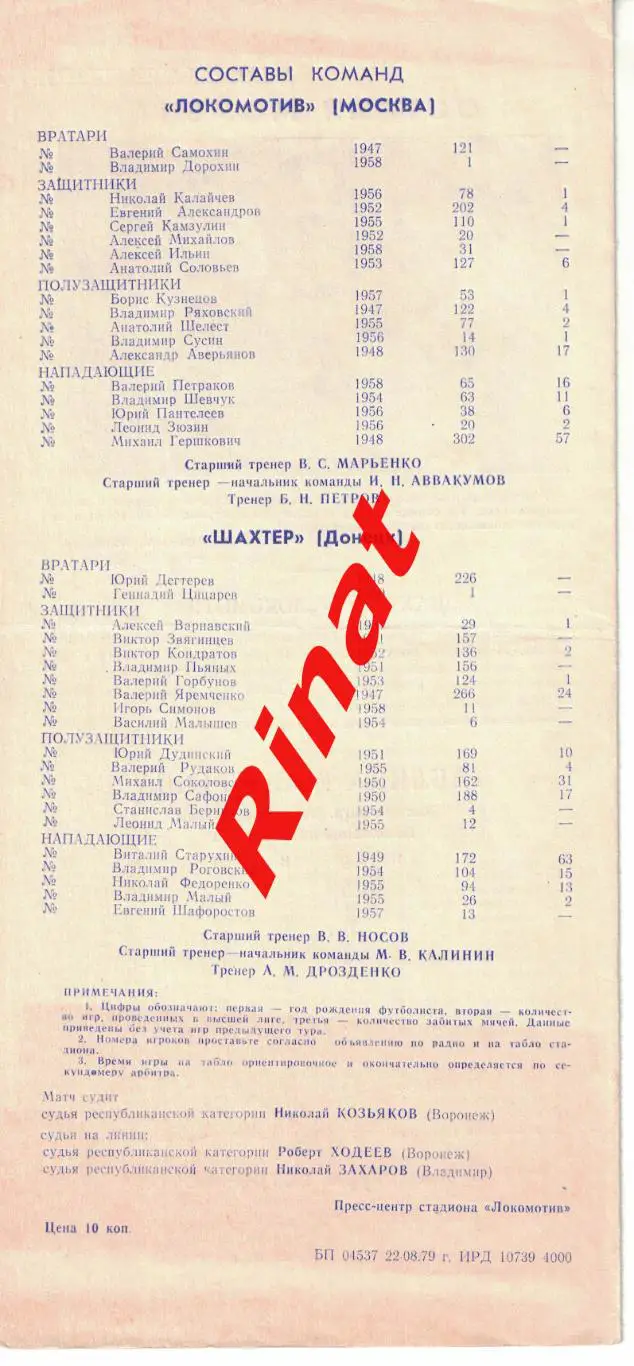 СОСТАВЫ КОМАНД
«ЛОКОМОТИВ» (МОСКВА)
ВРАТАРИ
№ Валерий Самохин 1947 121 —
№ Владимир Дорохин 1958 1 —
ЗАЩИТНИКИ
№ Николай Калайчев 1956 78 1
№ Евгений Александров 1952 202 4
№ Сергей Камзулин 1955 110 1
№ Алексей Михайлов 1952 20 —
№ Алексей Ильин 1958 31 —
№ Анатолий Соловьев 1953 127 6
ПОЛУЗАЩИТНИКИ
№ Борис Кузнецов 1957 53 1
№ Владимир Ряховский 1947 122 4
№ Анатолий Шелест 1955 77 2
№ Владимир Сусин 1956 14 1
№ Александр Аверьянов 1948 130 17
НАПАДАЮЩИЕ
№ Валерий Петраков 1958 65 16
№ Владимир Шевчук 1954 63 11
№ Юрий Пантелеев 1956 38 6
№ Леонид Зюзин 1956 20 2
№ Михаил Гершкович 1948 302 57
Старший тренер В. С. МАРЬЕНКО
Старший тренер —начальник команды И. Н. АВВАКУМОВ
Тренер Б. Н. ПЕТРОВ
«ШАХТЕР» (Донецк)
ВРАТАРИ
№ Юрий Дегтерев 226 —
№ Геннадий Цицарев 1 —
ЗАЩИТНИКИ
№ Алексей Варнавский 29 1
№ Виктор Звягинцев 157 —
№ Виктор Кондратов 136 2
№ Владимир Пьяных 1951 156 —
№ Валерий Горбунов 1953 124 1
№ Валерий Яремченко 1947 266 24
№ Игорь Симонов 1958 11 —
№ Василий Малышев 1954 6 —
ПОЛУЗАЩИТНИКИ
№ Юрий Дудинский 1951 169 10
№ Валерий Рудаков 1955 81 4
№ Михаил Соколовс 1950 162 31
№ Владимир Сафон 1950 188 17
№ Станислав 1954 4 —
№ Леонид Малый 1955 12 —
НАПАДАЮЩИЕ
№ Виталий Старухин 1949 172 63
№ Владимир Роговский 1954 104 15
№ Николай Федоренко 1955 94 13
№ Владимир Малый 1955 26 2
№ Евгений Шафоростов 1957 13 —
Старший тренер В. В. НОСОВ
Старший тренер—начальник команды М. В. КАЛИНИН
Тренер А. М. ДРОЗДЕНКО
ПРИМЕЧАНИЯ:
1. Цифры обозначают: первая — год рождения футболиста, вторая — количест-
во игр, проведенных в высшей лиге, третья — количество забитых мячей. Данные
приведены без учета игр предыдущего тура.
2. Номера игроков проставьте согласно объявлению по радио и на табло ста-
диона.
3. Время игры на табло ориентировочное и окончательно определяется по се-
кундомеру арбитра.
Матч судит
судья республиканской категории Николай КОЗЬЯКОВ (Воронеж)
судьи на линии:
судья республиканской категории Роберт ХОДЕЕВ (Воронеж)
судья республиканской категории Николай ЗАХАРОВ (Владимир)
Пресс-центр стадиона «Локомотив»
Цена 10 коп.
БП 04537 22.08.79 г. ИРД 10739 4000
Rinat